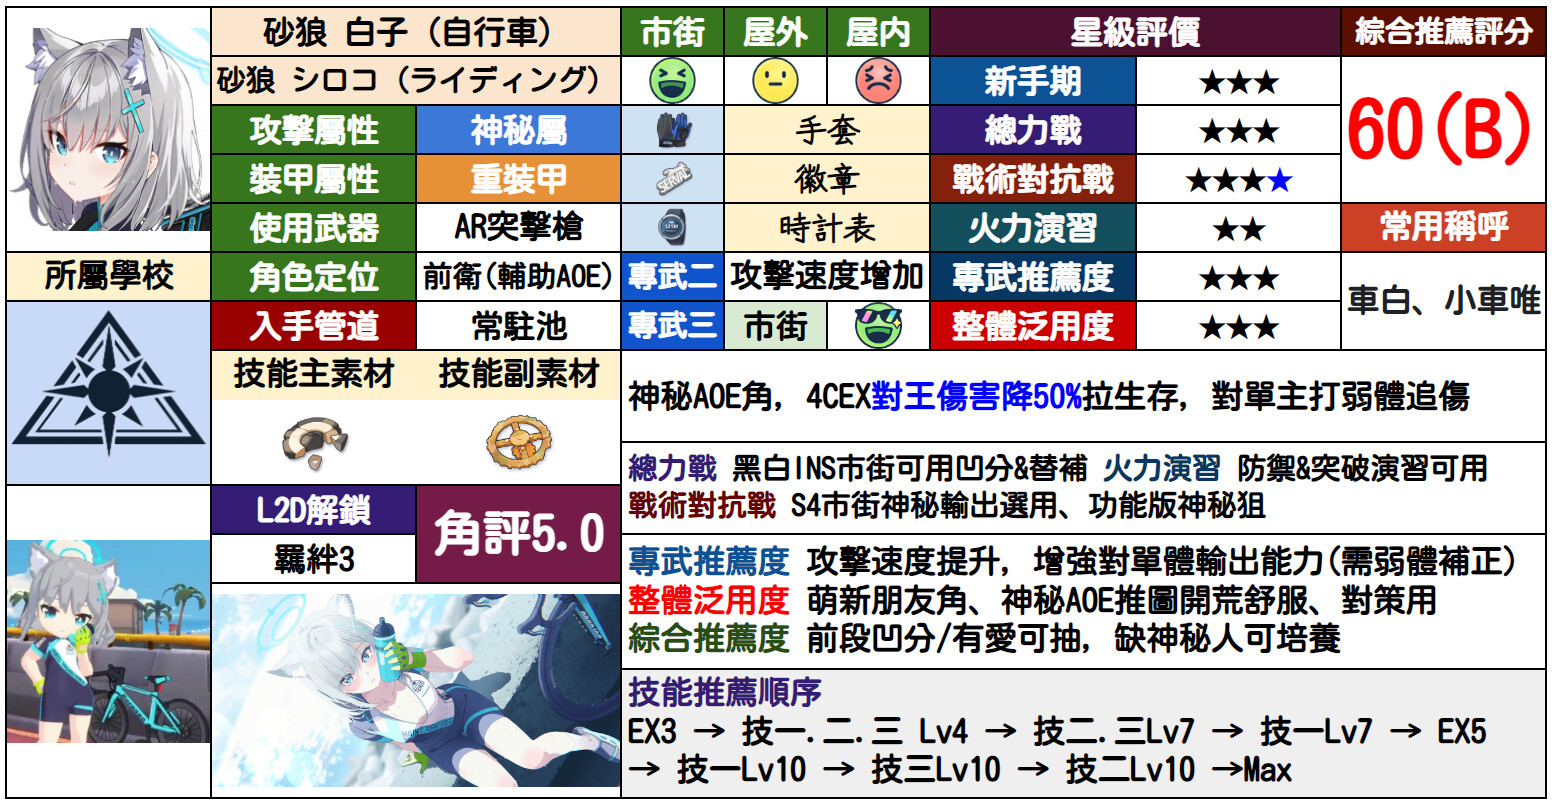 砂狼 白子 (自行車)
市街 屋外 屋内
星級評價
綜合推薦評分
砂狼 シロコ (ライディング)
新手期 ★★★
60(B)
攻擊屬性 神秘屬
手套
總力戰 ★★★
裝甲屬性 重裝甲
SERVAL
徽章
戰術對抗戰 ★★★★
使用武器 AR突擊槍
12:00
時計表
火力演習 ★★
常用稱呼
所屬學校
角色定位 前衛(輔助AOE)
專武二 攻擊速度增加
專武推薦度 ★★★
車白、小車唯
入手管道 常駐池
專武三 市街
整體泛用度 ★★★
技能主素材 技能副素材
神秘AOE角, 4CEX對王傷害降50%拉生存, 對單主打弱體追傷
總力戰 黑白INS市街可用凹分&替補 火力演習 防禦&突破演習可用
戰術對抗戰 S4市街神秘輸出選用、功能版神秘狙
L2D解鎖
角評5.0
羈絆3
專武推薦度 攻擊速度提升, 增強對單體輸出能力(需弱體補正)
整體泛用度 萌新朋友角、神秘AOE推圖開荒舒服、對策用
綜合推薦度 前段凹分/有愛可抽, 缺神秘人可培養
技能推薦順序
EX3 → 技一.二.三 Lv4 → 技二.三Lv7 → 技一Lv7 → EX5
→ 技一Lv10 → 技三Lv10 → 技二Lv10 →Max